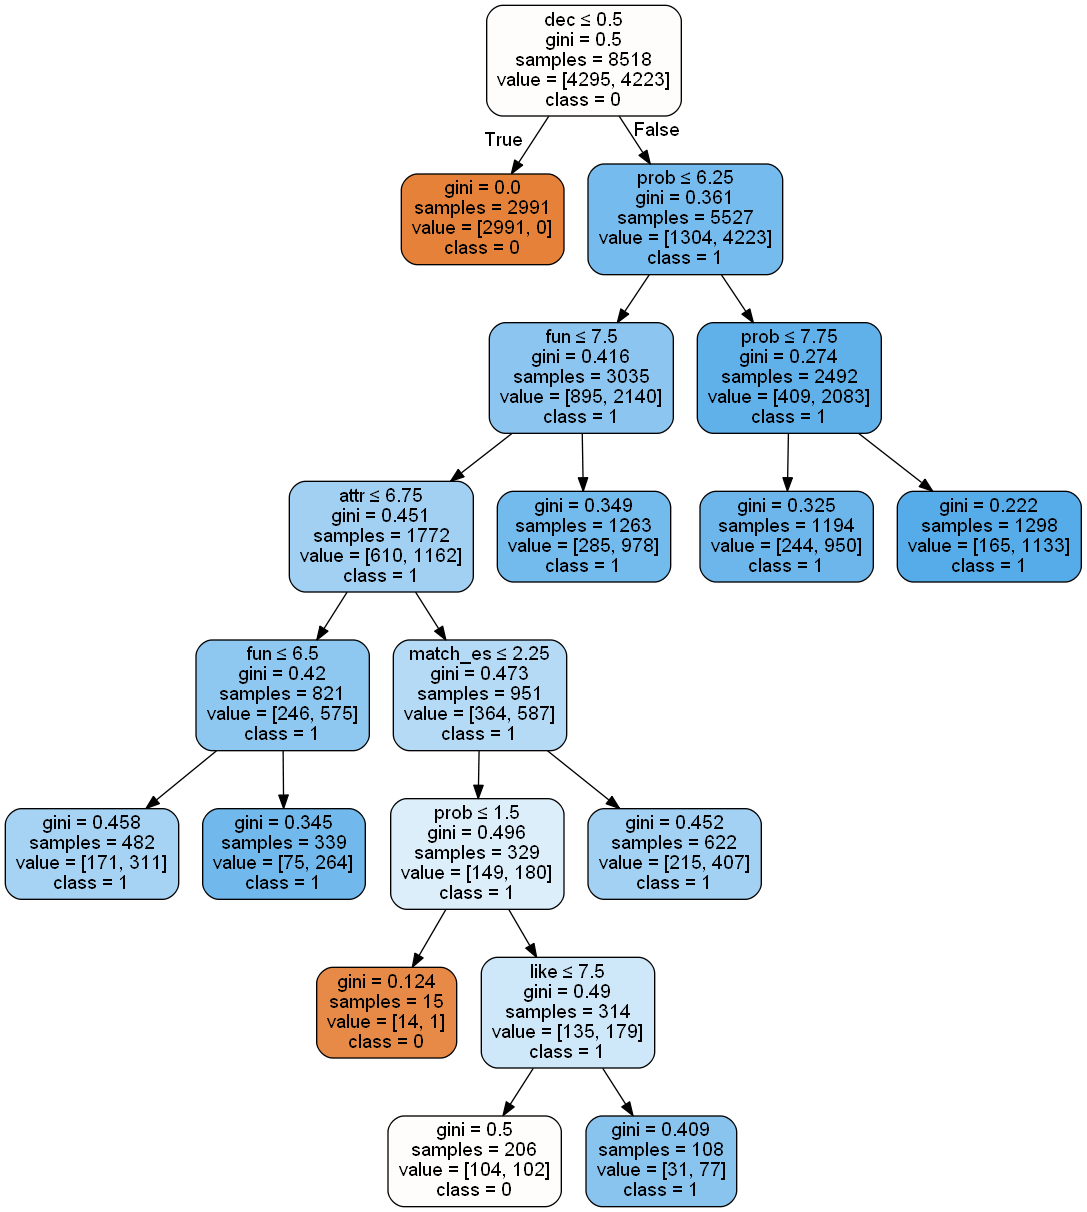 dec ≤ 0.5
gini = 0.5
samples = 8518
value = [4295, 4223]
class = 0
True
False
gini = 0.0
samples = 2991
value = [2991, 0]
class = 0
prob ≤ 6.25
gini = 0.361
samples = 5527
value = [1304, 4223]
class = 1
fun ≤ 7.5
gini = 0.416
samples = 3035
value = [895, 2140]
class = 1
prob ≤ 7.75
gini = 0.274
samples = 2492
value = [409, 2083]
class = 1
attr ≤ 6.75
gini = 0.451
samples = 1772
value = [610, 1162]
class = 1
gini = 0.349
samples = 1263
value = [285, 978]
class = 1
gini = 0.325
samples = 1194
value = [244, 950]
class = 1
gini = 0.222
samples = 1298
value = [165, 1133]
class = 1
fun ≤ 6.5
gini = 0.42
samples = 821
value = [246, 575]
class = 1
match_es ≤ 2.25
gini = 0.473
samples = 951
value = [364, 587]
class = 1
gini = 0.458
samples = 482
value = [171, 311]
class = 1
gini = 0.345
samples = 339
value = [75, 264]
class = 1
prob ≤ 1.5
gini = 0.496
samples = 329
value = [149, 180]
class = 1
gini = 0.452
samples = 622
value = [215, 407]
class = 1
gini = 0.124
samples = 15
value = [14, 1]
class = 0
like ≤ 7.5
gini = 0.49
samples = 314
value = [135, 179]
class = 1
gini = 0.5
samples = 206
value = [104, 102]
class = 0
gini = 0.409
samples = 108
value = [31, 77]
class = 1